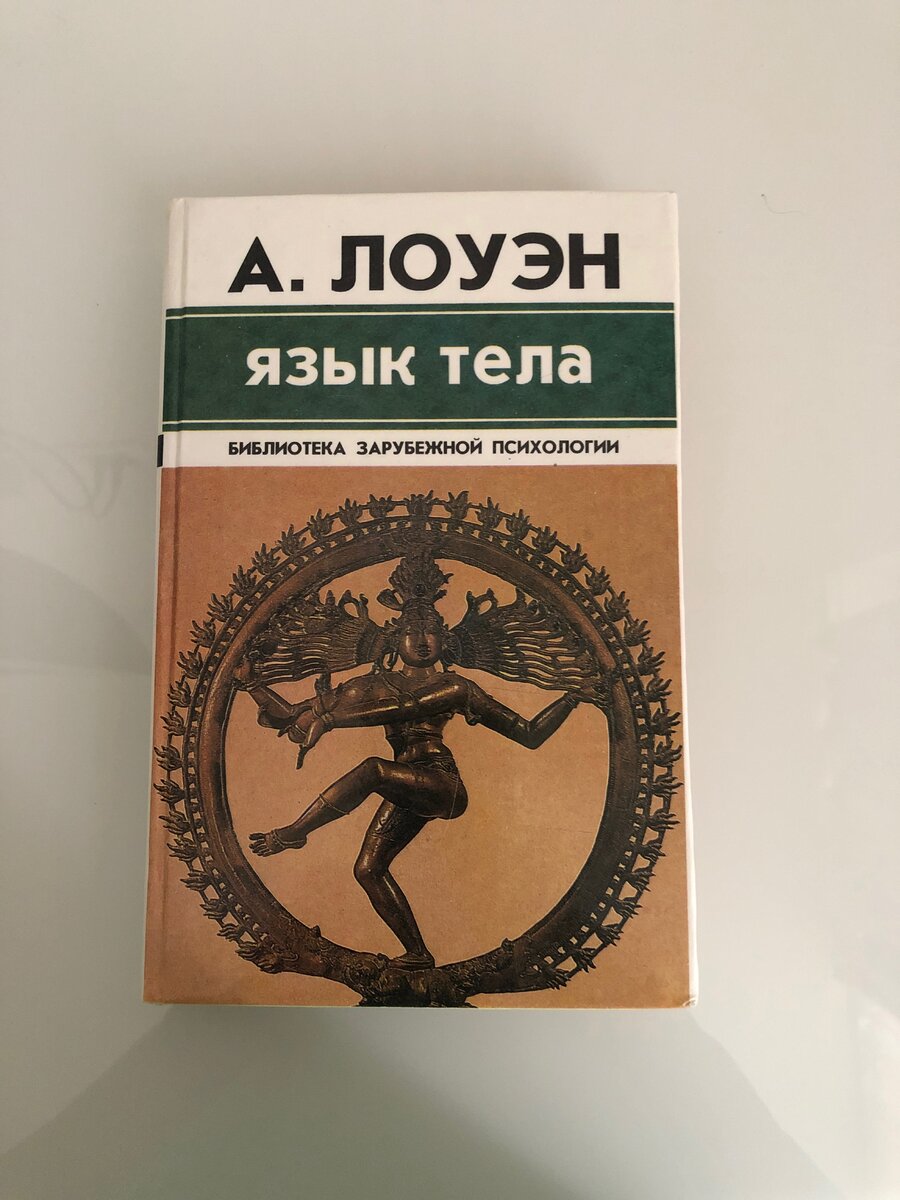 А. ЛОУЭН
язык тела
БИБЛИОТЕКА ЗАРУБЕЖНОЙ ПСИХОЛОГИИ